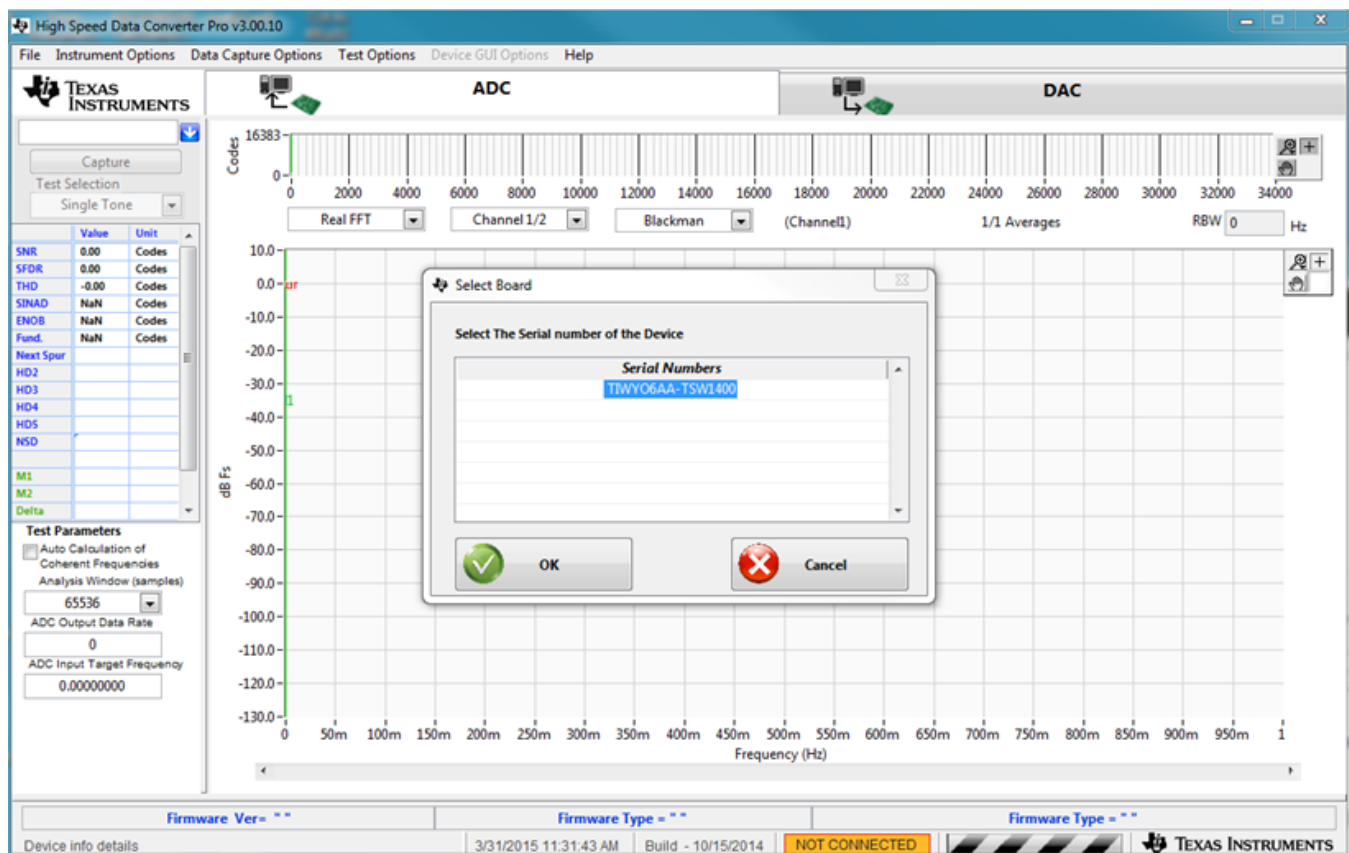 High Speed Data Converter Pro v3.00.10
File Instrument Options Data Capture Options Test Options Device GUI Options Help
TEXAS INSTRUMENTS
ADC
DAC
Capture
Test Selection
Single Tone
Value Unit
SNR 0.00 Codes
SFDR 0.00 Codes
THD -0.00 Codes
SINAD NaN Codes
ENOB NaN Codes
Fund. NaN Codes
Next Spur
HD2
HD3
HD4
HD5
NSD
M1
M2
Delta
Test Parameters
Auto Calculation of
Coherent Frequencies
Analysis Window (samples)
65536
ADC Output Data Rate
0
ADC Input Target Frequency
0.00000000
Codes
16383
0
0 2000 4000 6000 8000 10000 12000 14000 16000 18000 20000 22000 24000 26000 28000 30000 32000 34000
Real FFT Channel 1/2 Blackman (Channel1) 1/1 Averages RBW 0 Hz
dB Fs
10.0
0.0
-10.0
-20.0
-30.0
1
-40.0
-50.0
-60.0
-70.0
-80.0
-90.0
-100.0
-110.0
-120.0
-130.0
0 50m 100m 150m 200m 250m 300m 350m 400m 450m 500m 550m 600m 650m 700m 750m 800m 850m 900m 950m 1
Frequency (Hz)
Select Board
Select The Serial number of the Device
Serial Numbers
TIWYO6AA-TSW1400
OK
Cancel
Firmware Ver= " " Firmware Type = " " Firmware Type = " "
Device info details 3/31/2015 11:31:43 AM Build - 10/15/2014 NOT CONNECTED TEXAS INSTRUMENTS